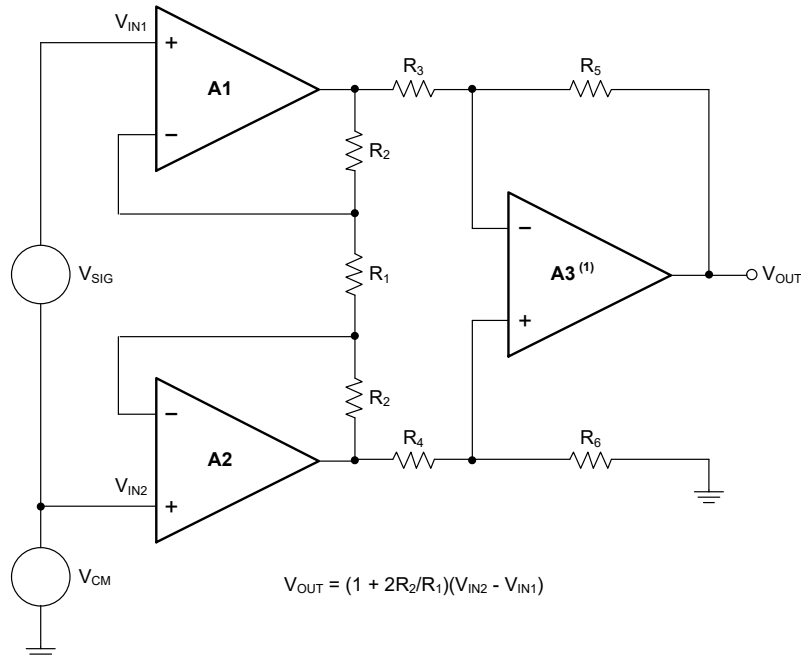 V_IN1
A1
+
−
R_3
R_5
R_2
R_1
V_SIG
−
A3 (1)
+
V_OUT
−
R_2
R_4
R_6
A2
V_IN2
+
V_CM
V_OUT = (1 + 2R_2/R_1)(V_IN2 - V_IN1)